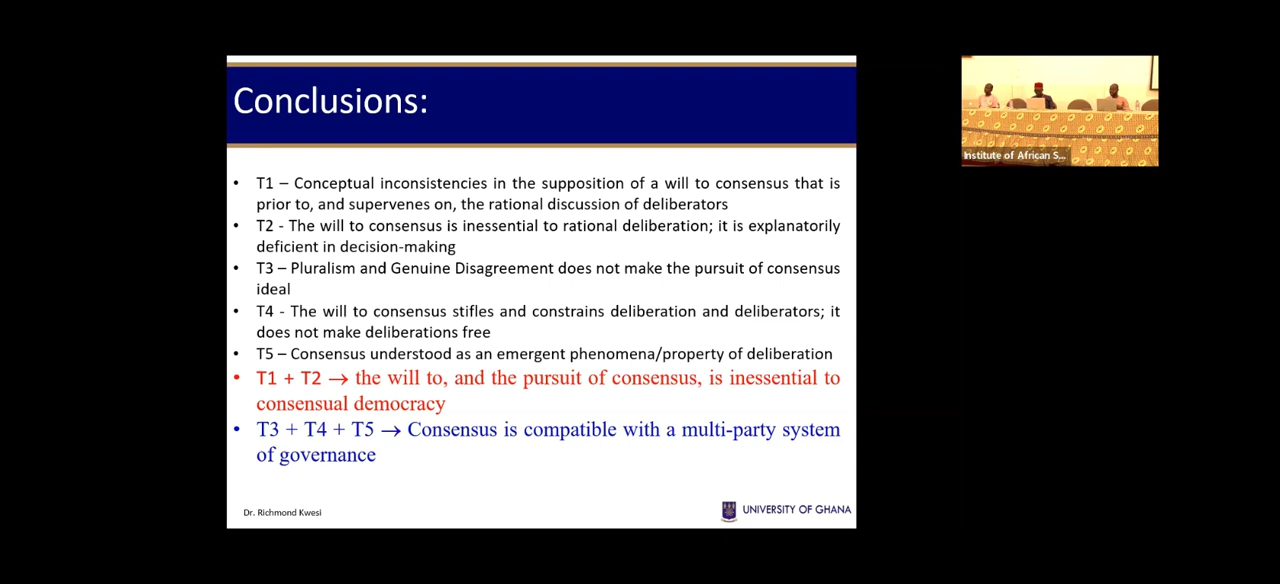 Conclusions:
• T1 – Conceptual inconsistencies in the supposition of a will to consensus that is
prior to, and supervenes on, the rational discussion of deliberators
• T2 - The will to consensus is inessential to rational deliberation; it is explanatorily
deficient in decision-making
• T3 – Pluralism and Genuine Disagreement does not make the pursuit of consensus
ideal
• T4 - The will to consensus stifles and constrains deliberation and deliberators; it
does not make deliberations free
• T5 – Consensus understood as an emergent phenomena/property of deliberation
• T1 + T2 → the will to, and the pursuit of consensus, is inessential to
consensual democracy
• T3 + T4 + T5 → Consensus is compatible with a multi-party system
of governance
Dr. Richmond Kwesi
UNIVERSITY OF GHANA
Institute of African S...